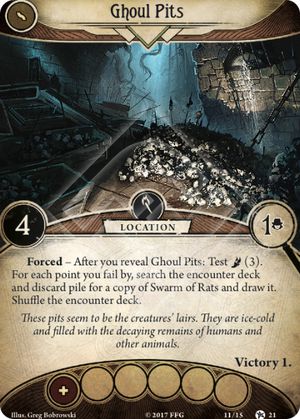 Ghoul Pits
4
1
LOCATION
Forced – After you reveal Ghoul Pits: Test (3).
For each point you fail by, search the encounter deck
and discard pile for a copy of Swarm of Rats and draw it.
Shuffle the encounter deck.
These pits seem to be the creatures' lairs. They are ice-cold
and filled with the decaying remains of humans and
other animals.
Victory 1.
Illus. Greg Bobrowski
© 2017 FFG
11/15
21